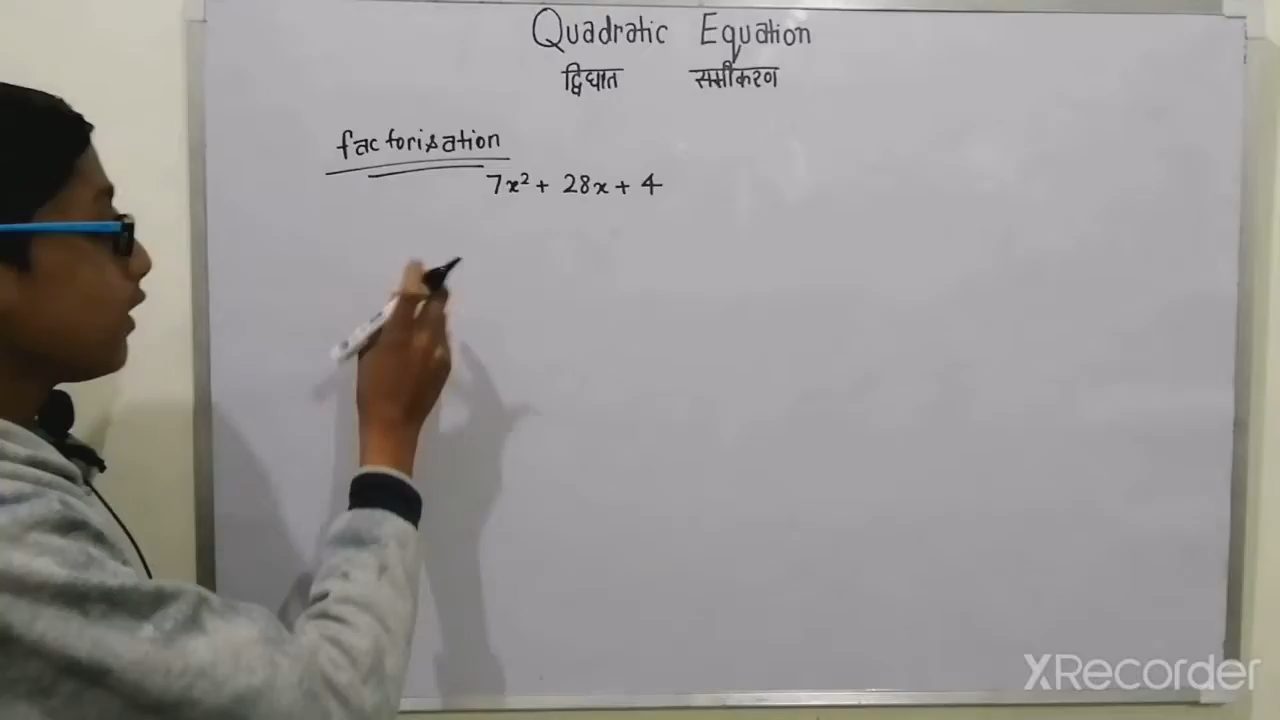 Quadratic Equation
द्विघात समीकरण
factorisation
7x² + 28x + 4
XRecorder